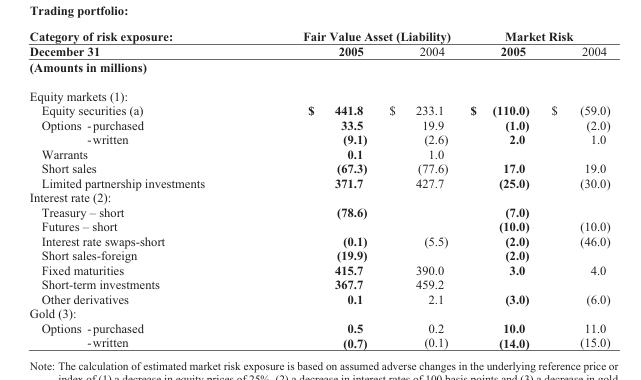 Trading portfolio:
Category of risk exposure: Fair Value Asset (Liability) Market Risk
December 31 2005 2004 2005 2004
(Amounts in millions)
Equity markets (1):
Equity securities (a) $ 441.8 $ 233.1 $ (110.0) $ (59.0)
Options - purchased 33.5 19.9 (1.0) (2.0)
- written (9.1) (2.6) 2.0 1.0
Warrants 0.1 1.0
Short sales (67.3) (77.6) 17.0 19.0
Limited partnership investments 371.7 427.7 (25.0) (30.0)
Interest rate (2):
Treasury – short (78.6) (7.0)
Futures – short (10.0) (10.0)
Interest rate swaps-short (0.1) (5.5) (2.0) (46.0)
Short sales-foreign (19.9) (2.0)
Fixed maturities 415.7 390.0 3.0 4.0
Short-term investments 367.7 459.2
Other derivatives 0.1 2.1 (3.0) (6.0)
Gold (3):
Options - purchased 0.5 0.2 10.0 11.0
- written (0.7) (0.1) (14.0) (15.0)
Note: The calculation of estimated market risk exposure is based on assumed adverse changes in the underlying reference price or
index of (1) a decrease in equity prices of 25%, (2) a decrease in interest rates of 100 basis points and (3) a decrease in gold